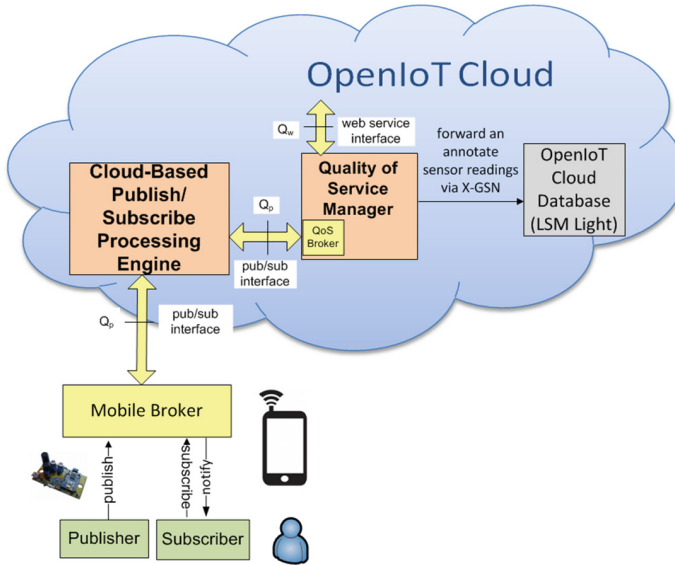 OpenIoT Cloud
Qw
web service
interface
Cloud-Based
Publish/
Subscribe
Processing
Engine
Qp
pub/sub
interface
Quality of
Service
Manager
QoS
Broker
forward an
annotate
sensor readings
via X-GSN
OpenIoT
Cloud
Database
(LSM Light)
Qp
pub/sub
interface
Mobile Broker
publish
subscribe
notify
Publisher
Subscriber